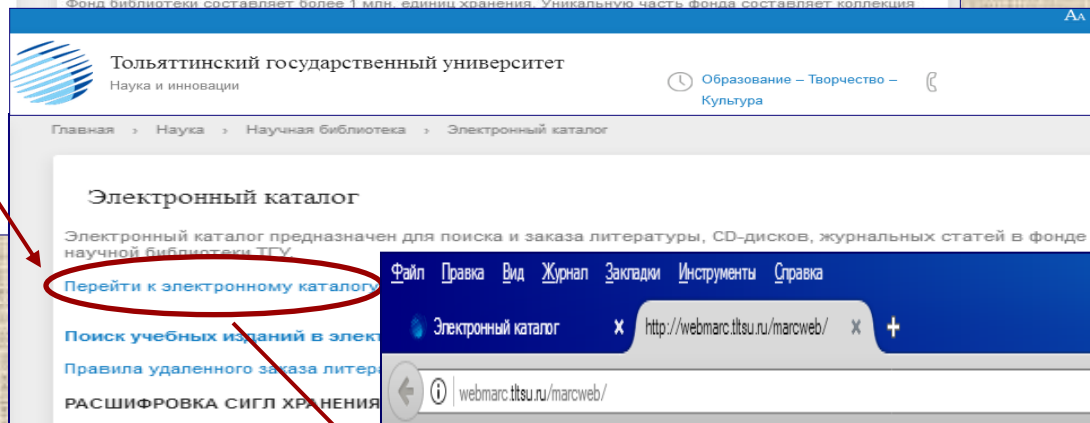 Фонд библиотеки составляет более 1 млн. единиц хранения. Уникальную часть фонда составляет коллекция
АА
Тольяттинский государственный университет
Наука и инновации
Образование – Творчество –
Культура
Главная › Наука › Научная библиотека › Электронный каталог
Электронный каталог
Электронный каталог предназначен для поиска и заказа литературы, CD-дисков, журнальных статей в фонде
научной библиотеки ТГУ.
Перейти к электронному каталогу
Поиск учебных изданий в элект
Правила удаленного заказа литера
РАСШИФРОВКА СИГЛ ХРАНЕНИЯ
Файл Правка Вид Журнал Закладки Инструменты Справка
Электронный каталог × http://webmarc.tltsu.ru/marcweb/ × +
webmarc.tltsu.ru/marcweb/